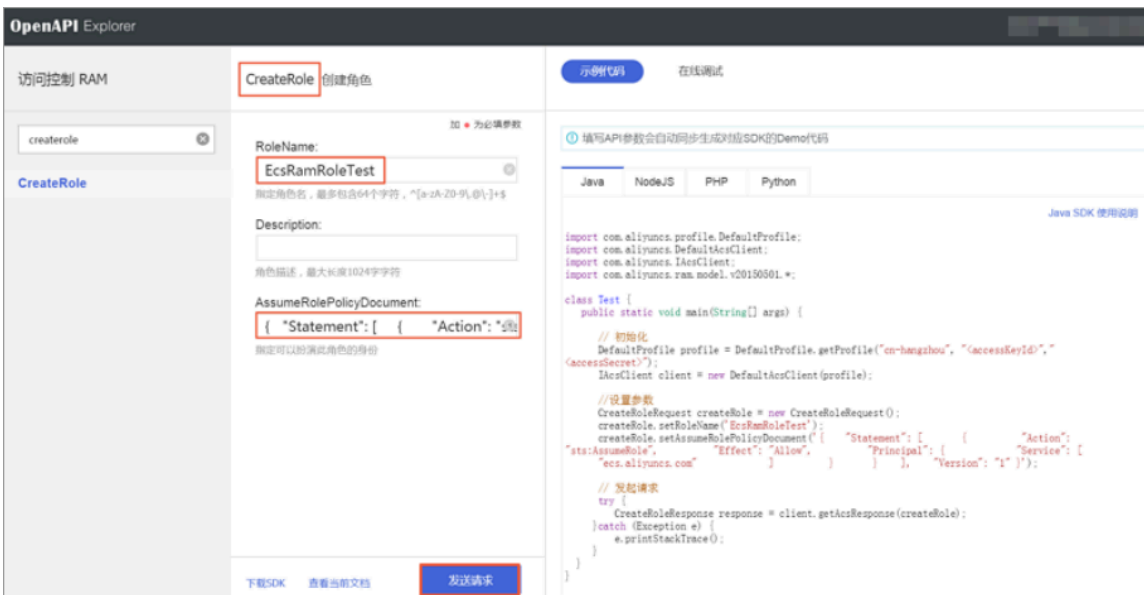 OpenAPI Explorer
访问控制 RAM
createrole
CreateRole
CreateRole 创建角色
加 * 为必填参数
RoleName:
EcsRamRoleTest
指定角色名，最多包含64个字符，^[a-zA-Z0-9\.@\-]+$
Description:
角色描述，最大长度1024字字符
AssumeRolePolicyDocument:
{ "Statement": [ { "Action": "sts
指定可以扮演此角色的身份
下载SDK 查看当前文档 发送请求
示例代码 在线调试
填写API参数会自动同步生成对应SDK的Demo代码
Java NodeJS PHP Python
Java SDK 使用说明
import com.aliyuncs.profile.DefaultProfile;
import com.aliyuncs.DefaultAcsClient;
import com.aliyuncs.IAcsClient;
import com.aliyuncs.ram.model.v20150501.*;
class Test {
public static void main(String[] args) {
// 初始化
DefaultProfile profile = DefaultProfile.getProfile("cn-hangzhou", "<accessKeyId>", "
<accessSecret>");
IAcsClient client = new DefaultAcsClient(profile);
//设置参数
CreateRoleRequest createRole = new CreateRoleRequest();
createRole.setRoleName('EcsRamRoleTest');
createRole.setAssumeRolePolicyDocument('{ "Statement": [ { "Action":
"sts:AssumeRole", "Effect": "Allow", "Principal": { "Service": [
"ecs.aliyuncs.com" ] } } ], "Version": "1" }');
// 发起请求
try {
CreateRoleResponse response = client.getAcsResponse(createRole);
}catch (Exception e) {
e.printStackTrace();
}
}
}